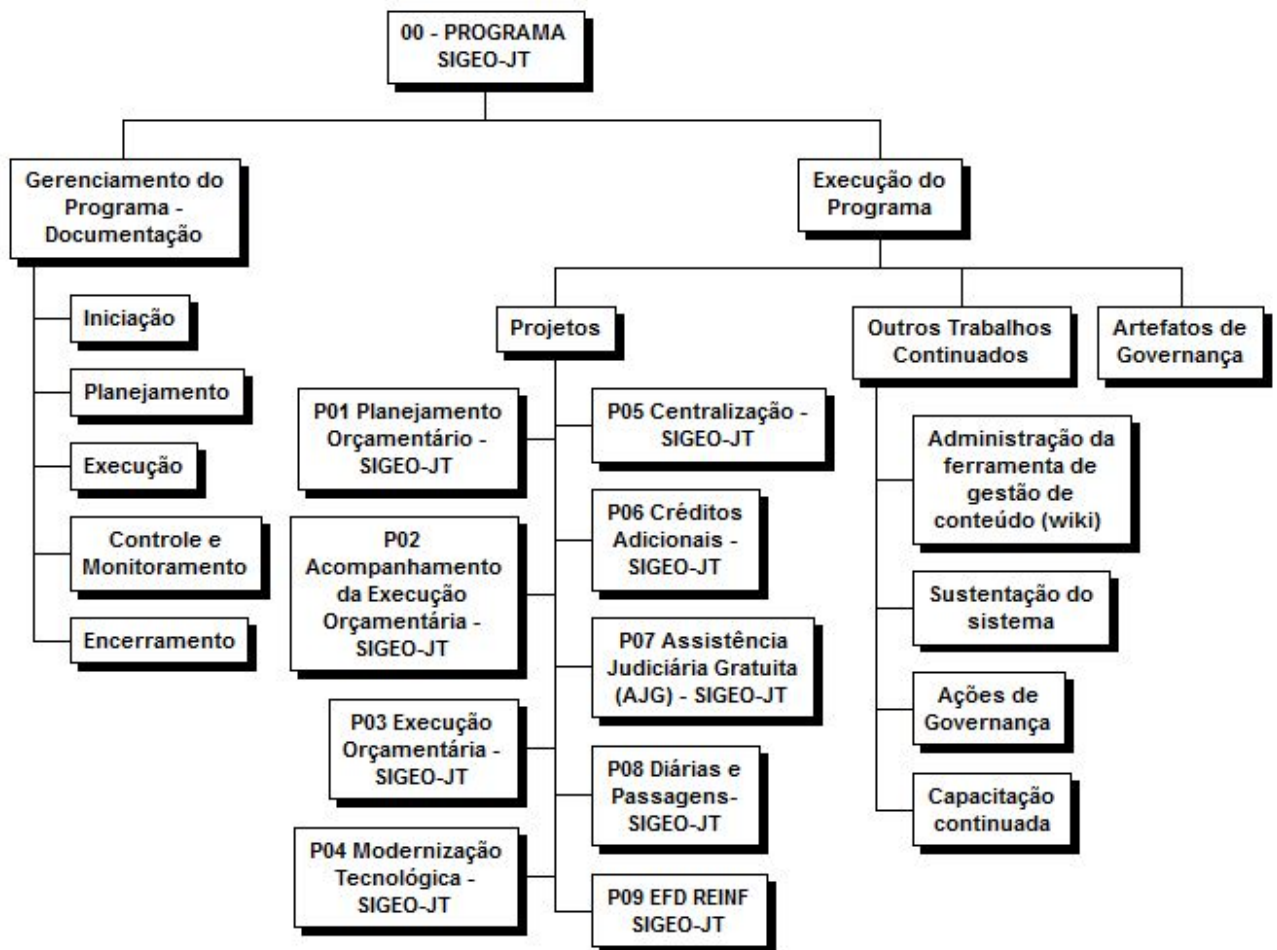 00 - PROGRAMA
SIGEO-JT
Gerenciamento do
Programa -
Documentação
Iniciação
Planejamento
Execução
Controle e
Monitoramento
Encerramento
Execução do
Programa
Projetos
P01 Planejamento
Orçamentário -
SIGEO-JT
P02
Acompanhamento
da Execução
Orçamentária -
SIGEO-JT
P03 Execução
Orçamentária -
SIGEO-JT
P04 Modernização
Tecnológica -
SIGEO-JT
P05 Centralização -
SIGEO-JT
P06 Créditos
Adicionais -
SIGEO-JT
P07 Assistência
Judiciária Gratuita
(AJG) - SIGEO-JT
P08 Diárias e
Passagens-
SIGEO-JT
P09 EFD REINF
SIGEO-JT
Outros Trabalhos
Continuados
Administração da
ferramenta de
gestão de
conteúdo (wiki)
Sustentação do
sistema
Ações de
Governança
Capacitação
continuada
Artefatos de
Governança